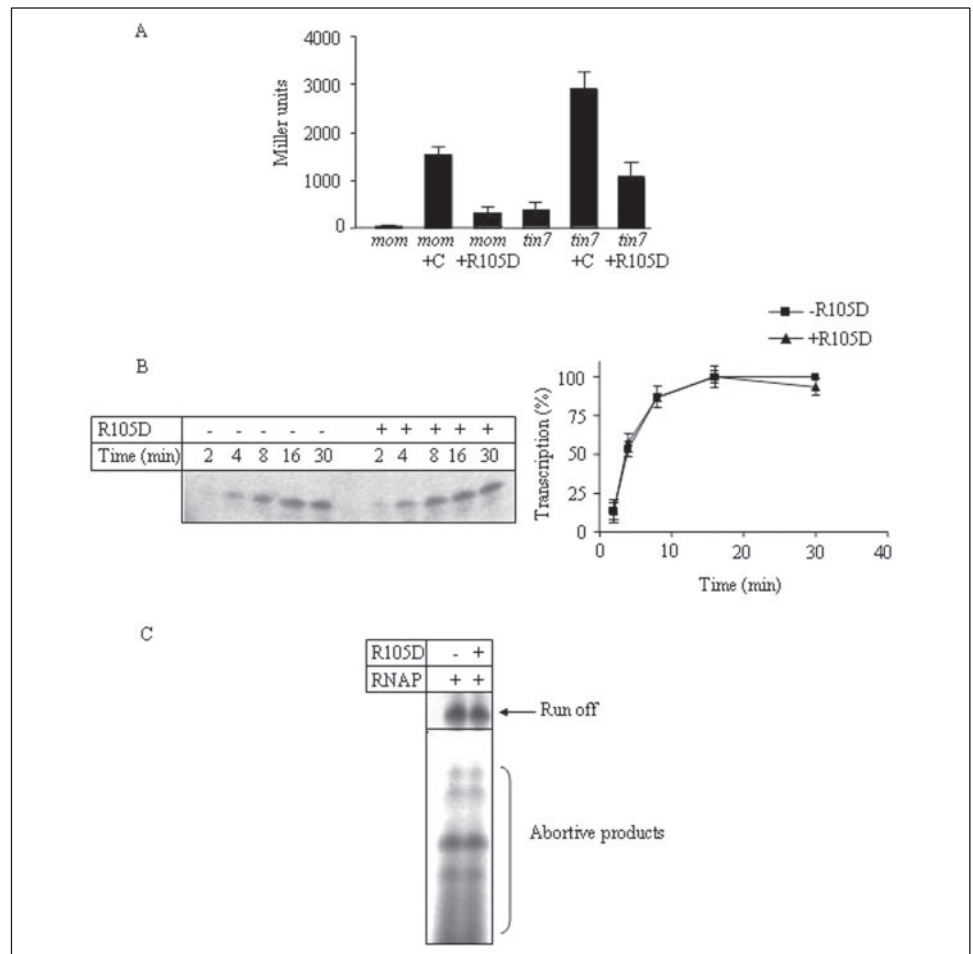 A
Miller units
4000
3000
2000
1000
0
mom mom mom tin7 tin7 tin7
+C +R105D +C +R105D
B
R105D - - - - - + + + + +
Time (min) 2 4 8 16 30 2 4 8 16 30
-R105D
+R105D
Transcription (%)
100
75
50
25
0
0 10 20 30 40
Time (min)
C
R105D - +
RNAP + +
Run off
Abortive products